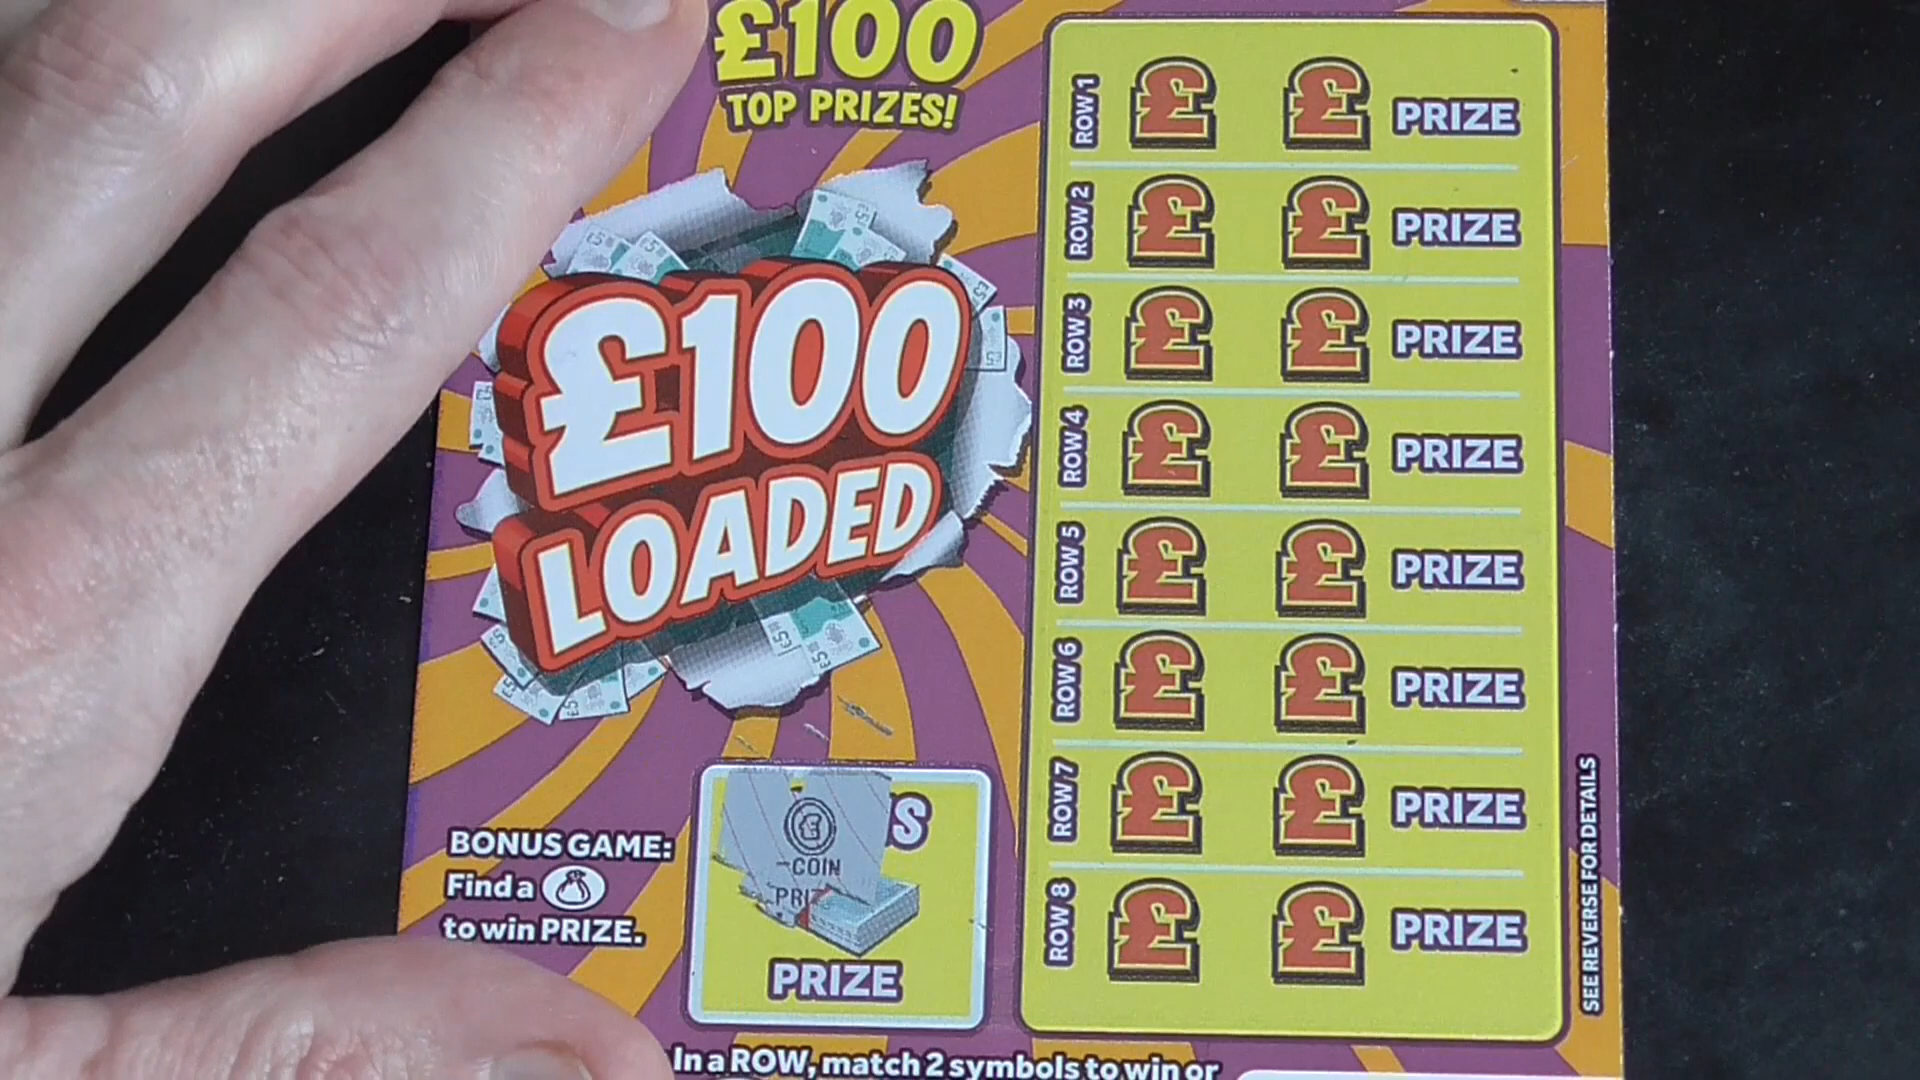 £100
TOP PRIZES!
£100
LOADED
ROW 1 £ £ PRIZE
ROW 2 £ £ PRIZE
ROW 3 £ £ PRIZE
ROW 4 £ £ PRIZE
ROW 5 £ £ PRIZE
ROW 6 £ £ PRIZE
ROW 7 £ £ PRIZE
ROW 8 £ £ PRIZE
SEE REVERSE FOR DETAILS
BONUS GAME:
Find a
to win PRIZE.
S
£
COIN
PRIZ
PRIZE
In a ROW, match 2 symbols to win or